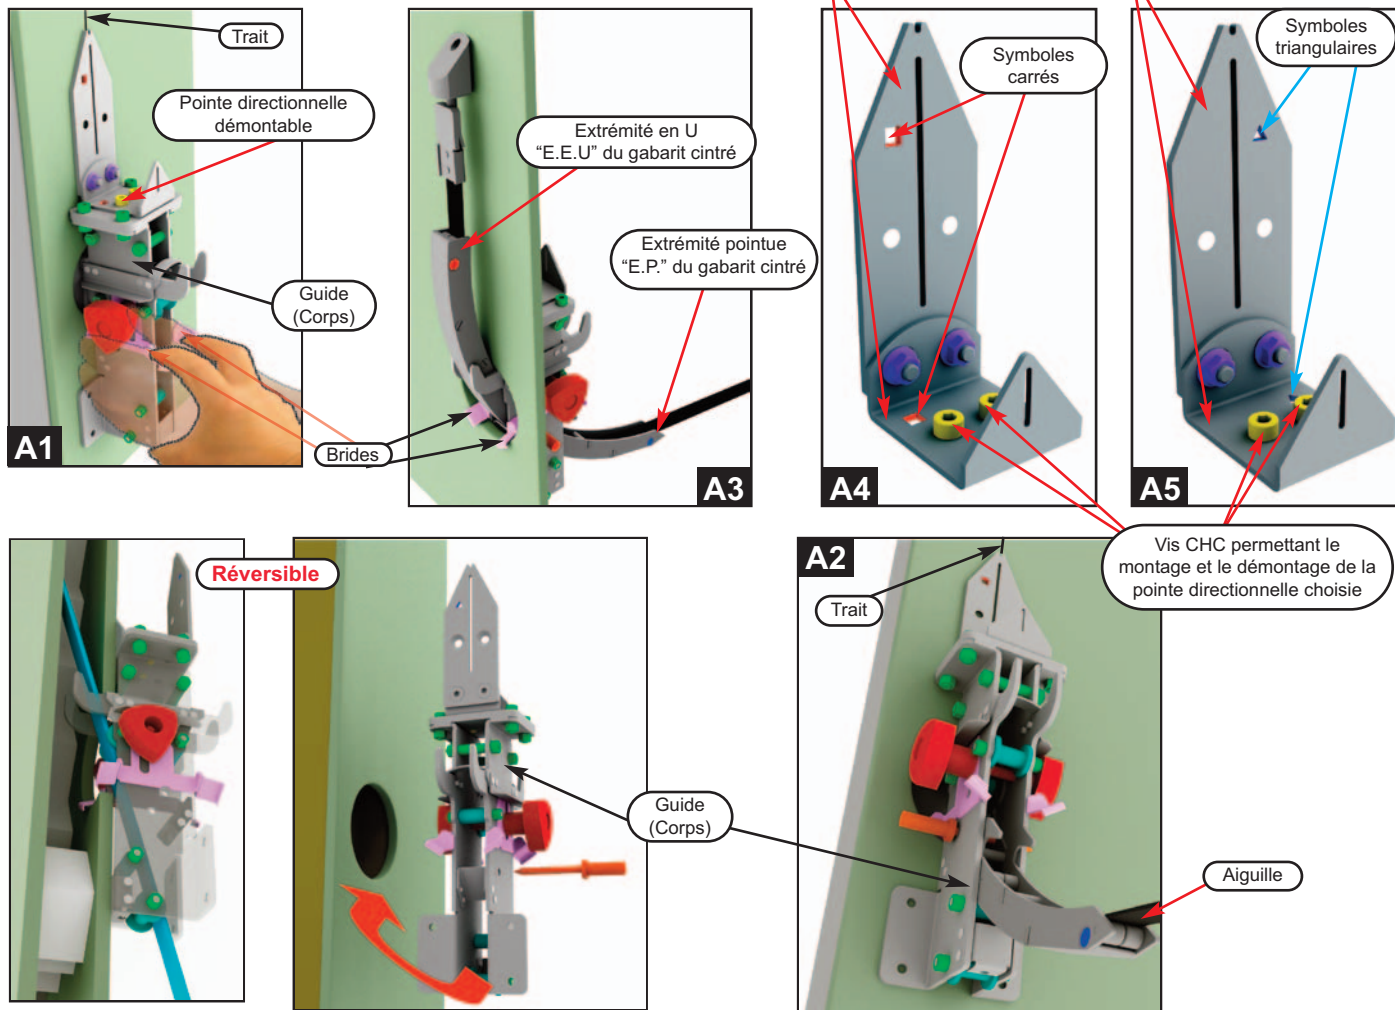 Trait
Pointe directionnelle
démontable
Guide
(Corps)
A1
Brides
Extrémité en U
“E.E.U” du gabarit cintré
Extrémité pointue
“E.P.” du gabarit cintré
A3
Symboles
carrés
A4
Symboles
triangulaires
A5
Vis CHC permettant le
montage et le démontage de la
pointe directionnelle choisie
Réversible
Guide
(Corps)
A2
Trait
Aiguille